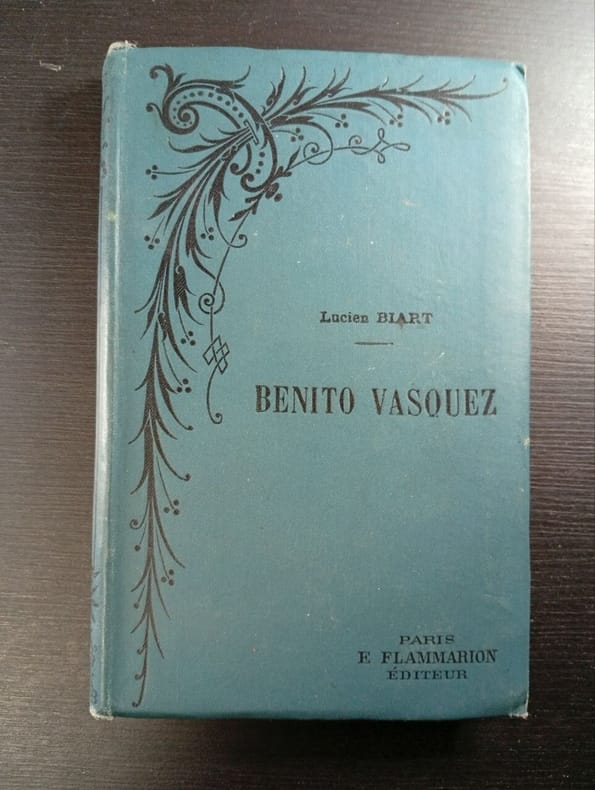 Lucien BIART
BENITO VASQUEZ
PARIS
E FLAMMARION
ÉDITEUR